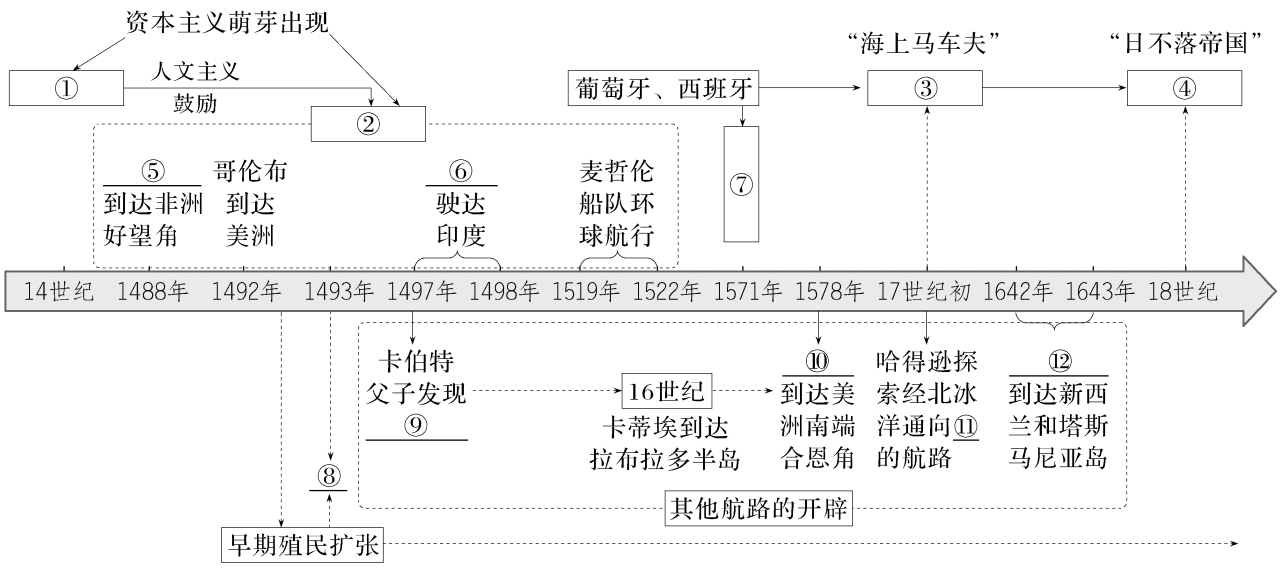 资本主义萌芽出现
“海上马车夫”
“日不落帝国”
①
人文主义
鼓励
②
葡萄牙、西班牙
③
④
⑤
到达非洲
好望角
哥伦布
到达
美洲
⑥
驶达
印度
麦哲伦
船队环
球航行
⑦
14世纪
1488年
1492年
1493年
1497年
1498年
1519年
1522年
1571年
1578年
17世纪初
1642年
1643年
18世纪
卡伯特
父子发现
⑨
16世纪
卡蒂埃到达
拉布拉多半岛
⑩
到达美
洲南端
合恩角
哈得逊探
索经北冰
洋通向⑪
的航路
⑫
到达新西
兰和塔斯
马尼亚岛
⑧
其他航路的开辟
早期殖民扩张